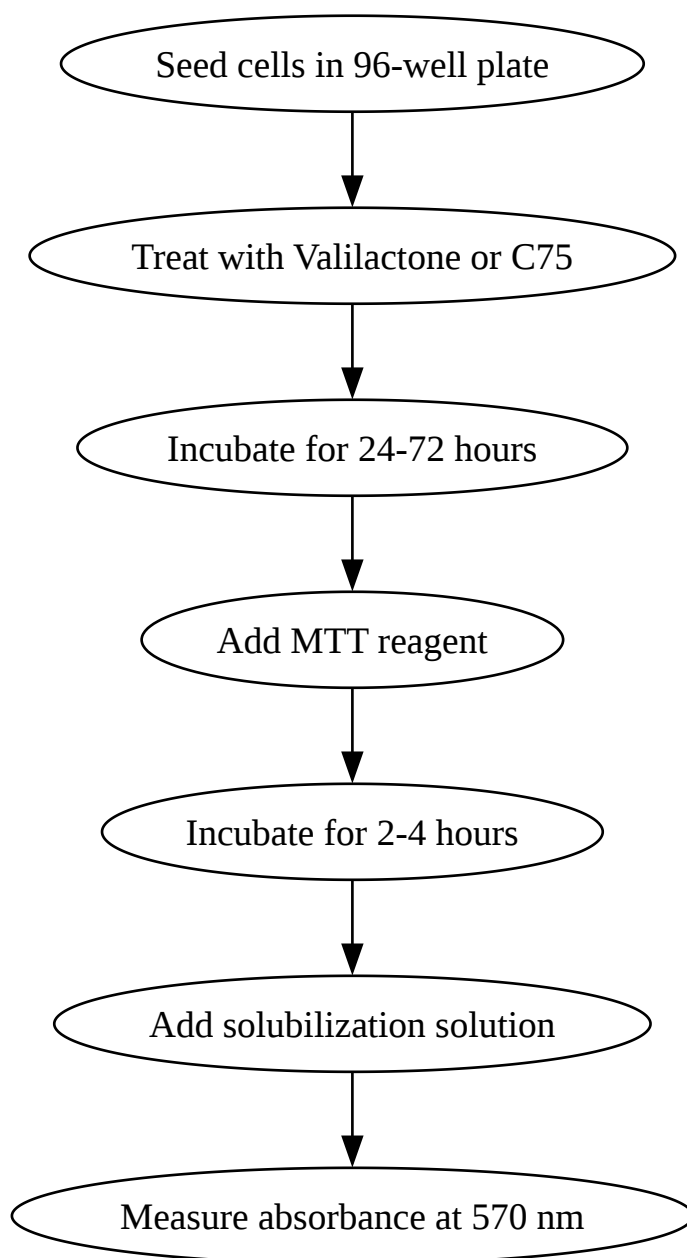 Seed cells in 96-well plate
Treat with Valilactone or C75
Incubate for 24-72 hours
Add MTT reagent
Incubate for 2-4 hours
Add solubilization solution
Measure absorbance at 570 nm